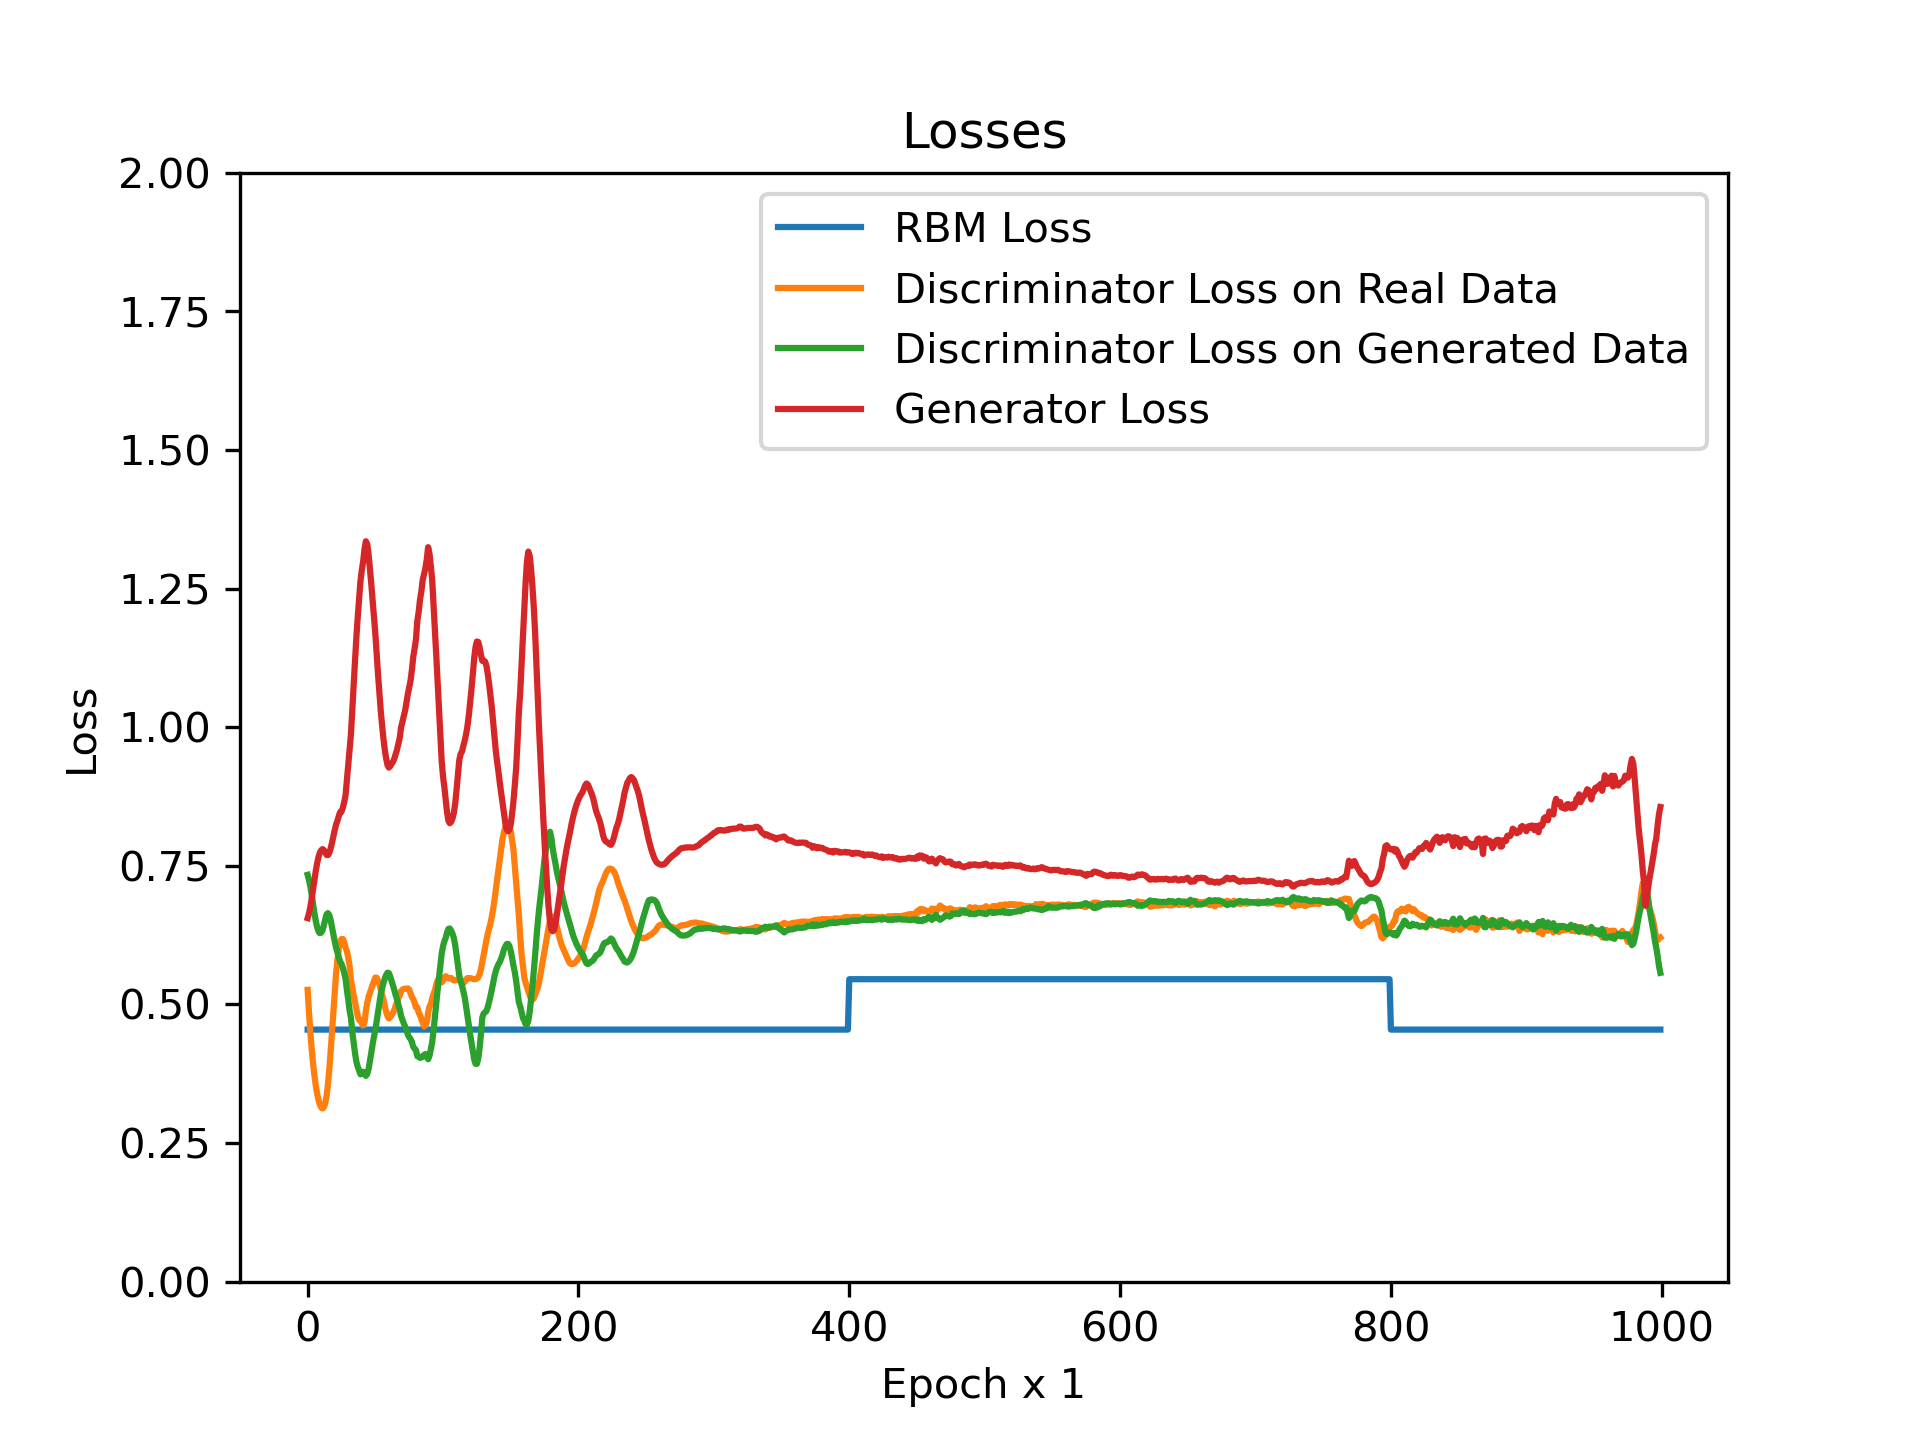 Losses
2.00
1.75
1.50
1.25
1.00
0.75
0.50
0.25
0.00
Loss
RBM Loss
Discriminator Loss on Real Data
Discriminator Loss on Generated Data
Generator Loss
0 200 400 600 800 1000
Epoch x 1